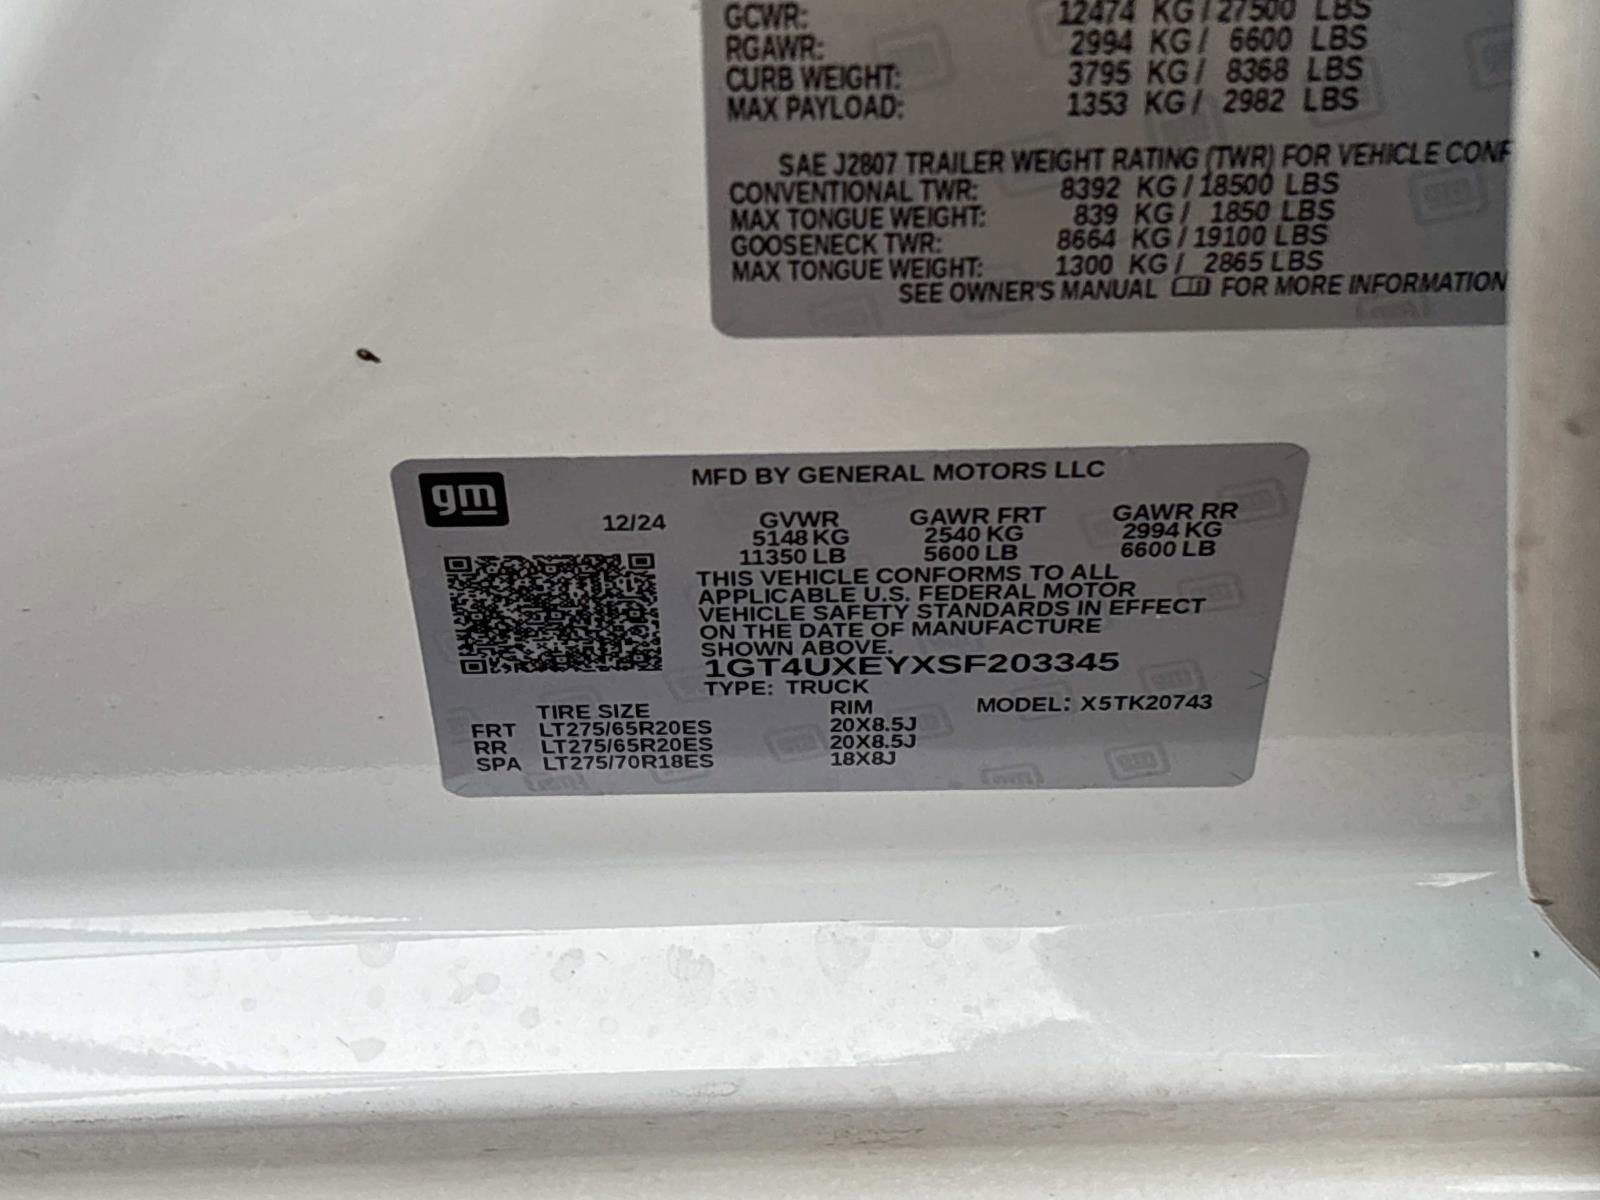 GCWR: 12474 KG / 27500 LBS
RGAWR: 2994 KG / 6600 LBS
CURB WEIGHT: 3795 KG / 8368 LBS
MAX PAYLOAD: 1353 KG / 2982 LBS
SAE J2807 TRAILER WEIGHT RATING (TWR) FOR VEHICLE CONF
CONVENTIONAL TWR: 8392 KG / 18500 LBS
MAX TONGUE WEIGHT: 839 KG / 1850 LBS
GOOSENECK TWR: 8664 KG / 19100 LBS
MAX TONGUE WEIGHT: 1300 KG / 2865 LBS
SEE OWNER'S MANUAL FOR MORE INFORMATION
gm
MFD BY GENERAL MOTORS LLC
12/24 GVWR GAWR FRT GAWR RR
5148 KG 2540 KG 2994 KG
11350 LB 5600 LB 6600 LB
THIS VEHICLE CONFORMS TO ALL
APPLICABLE U.S. FEDERAL MOTOR
VEHICLE SAFETY STANDARDS IN EFFECT
ON THE DATE OF MANUFACTURE
SHOWN ABOVE.
1GT4UXEYXSF203345
TYPE: TRUCK
MODEL: X5TK20743
TIRE SIZE RIM
FRT LT275/65R20ES 20X8.5J
RR LT275/65R20ES 20X8.5J
SPA LT275/70R18ES 18X8J